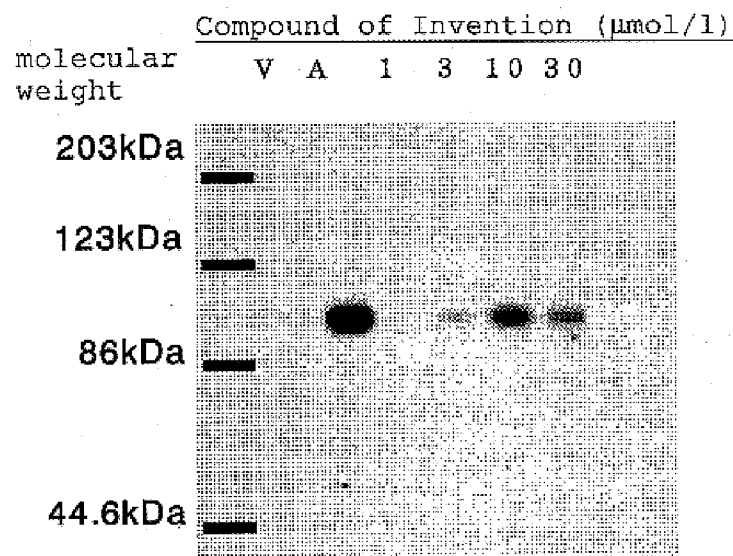 Compound of Invention (µmol/l)
molecular
weight
V A 1 3 10 30
203kDa
123kDa
86kDa
44.6kDa